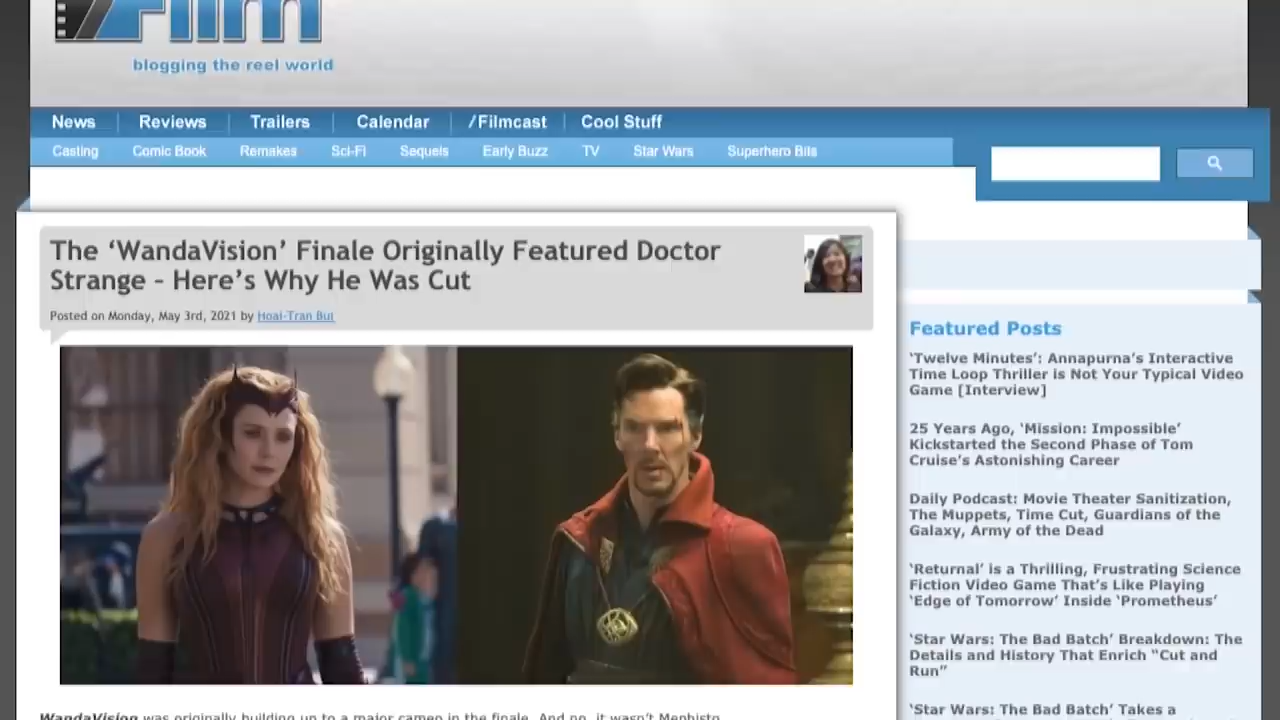 /Film
blogging the reel world
News Reviews Trailers Calendar /Filmcast Cool Stuff
Casting Comic Book Remakes Sci-Fi Sequels Early Buzz TV Star Wars Superhero Bits
The ‘WandaVision’ Finale Originally Featured Doctor
Strange – Here’s Why He Was Cut
Posted on Monday, May 3rd, 2021 by Hoai-Tran Bui
WandaVision was originally building up to a major cameo in the finale. And no, it wasn’t Mephisto.
Featured Posts
‘Twelve Minutes’: Annapurna’s Interactive
Time Loop Thriller is Not Your Typical Video
Game [Interview]
25 Years Ago, ‘Mission: Impossible’
Kickstarted the Second Phase of Tom
Cruise’s Astonishing Career
Daily Podcast: Movie Theater Sanitization,
The Muppets, Time Cut, Guardians of the
Galaxy, Army of the Dead
‘Returnal’ is a Thrilling, Frustrating Science
Fiction Video Game That’s Like Playing
‘Edge of Tomorrow’ Inside ‘Prometheus’
‘Star Wars: The Bad Batch’ Breakdown: The
Details and History That Enrich “Cut and
Run”
‘Star Wars: The Bad Batch’ Takes a